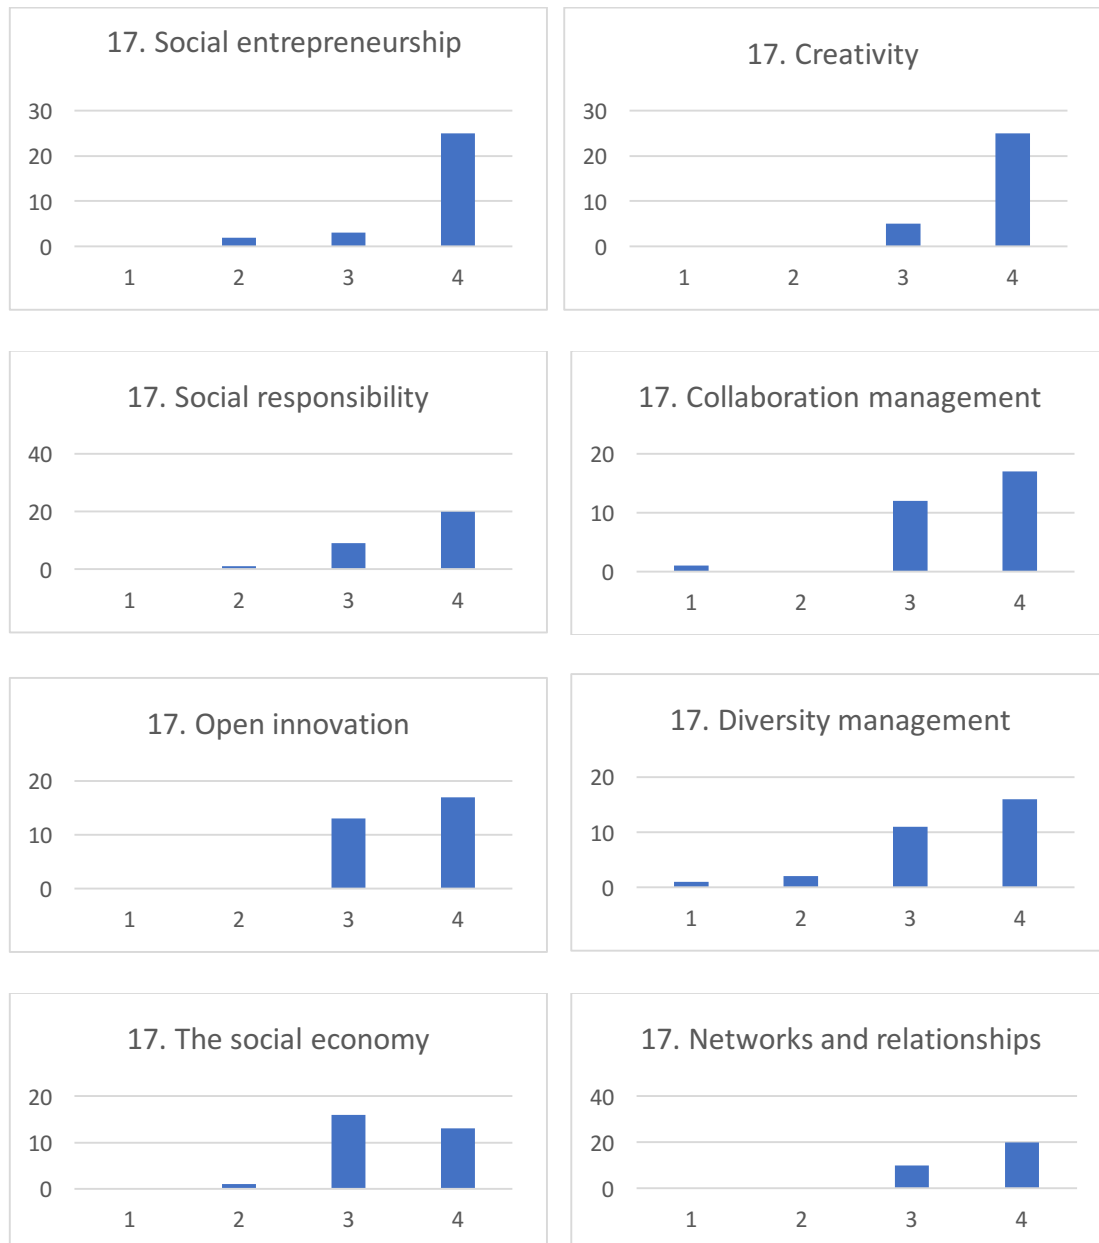 17. Social entrepreneurship
30
20
10
0
1 2 3 4
17. Creativity
30
20
10
0
1 2 3 4
17. Social responsibility
40
20
0
1 2 3 4
17. Collaboration management
20
10
0
1 2 3 4
17. Open innovation
20
10
0
1 2 3 4
17. Diversity management
20
10
0
1 2 3 4
17. The social economy
20
10
0
1 2 3 4
17. Networks and relationships
40
20
0
1 2 3 4